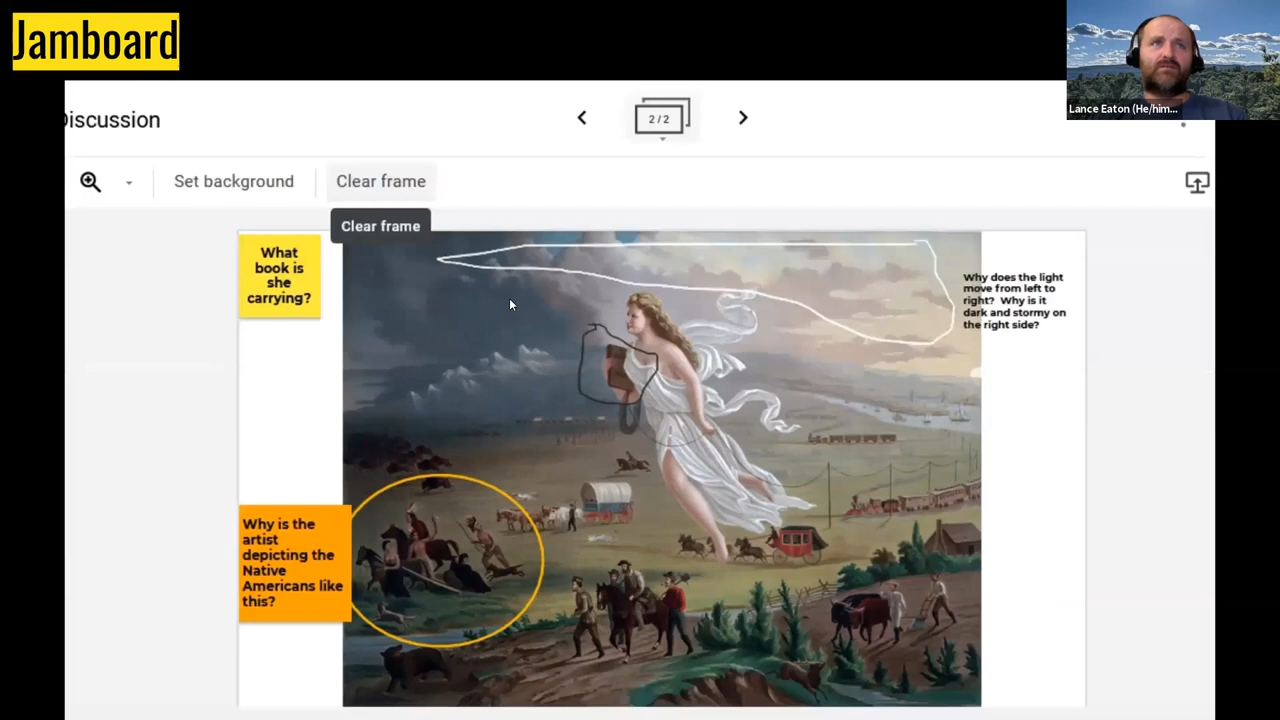 Jamboard
Lance Eaton (He/him...
Discussion
2 / 2
Set background
Clear frame
Clear frame
What
book is
she
carrying?
Why does the light
move from left to
right? Why is it
dark and stormy on
the right side?
Why is the
artist
depicting the
Native
Americans like
this?